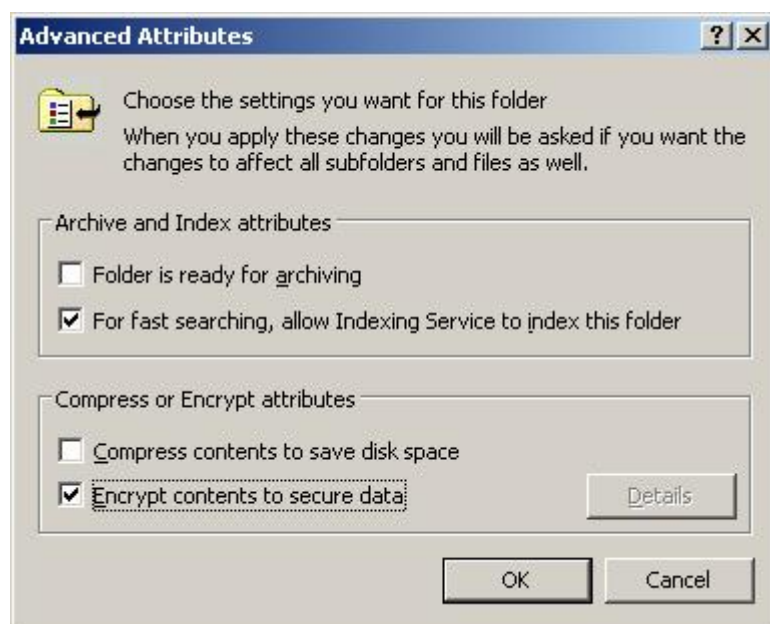 Advanced Attributes
Choose the settings you want for this folder
When you apply these changes you will be asked if you want the
changes to affect all subfolders and files as well.
Archive and Index attributes
Folder is ready for archiving
For fast searching, allow Indexing Service to index this folder
Compress or Encrypt attributes
Compress contents to save disk space
Encrypt contents to secure data
Details
OK Cancel